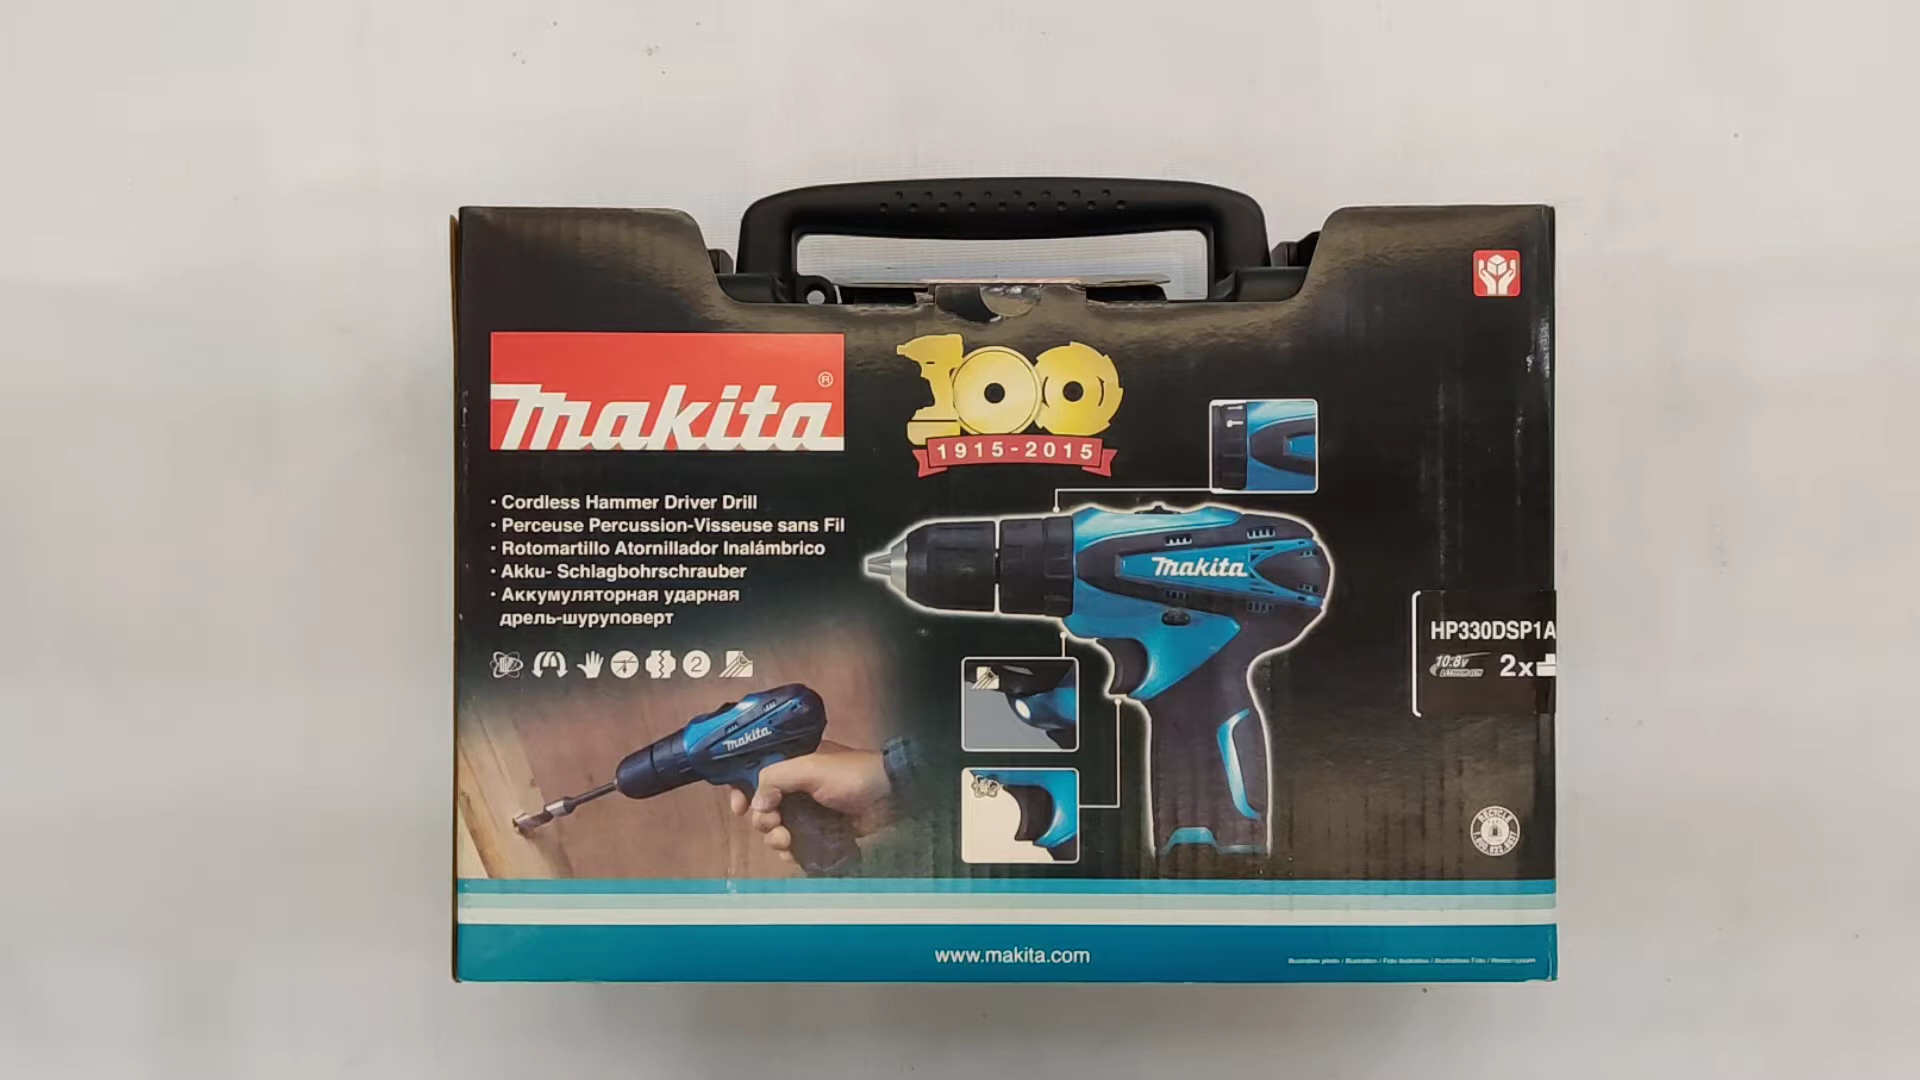 makita®
100
1915-2015
· Cordless Hammer Driver Drill
· Perceuse Percussion-Visseuse sans Fil
· Rotomartillo Atornillador Inalámbrico
· Akku- Schlagbohrschrauber
· Аккумуляторная ударная
дрель-шуруповерт
2
makita
makita
HP330DSP1A
10.8v
2x
RECYCLE
www.makita.com